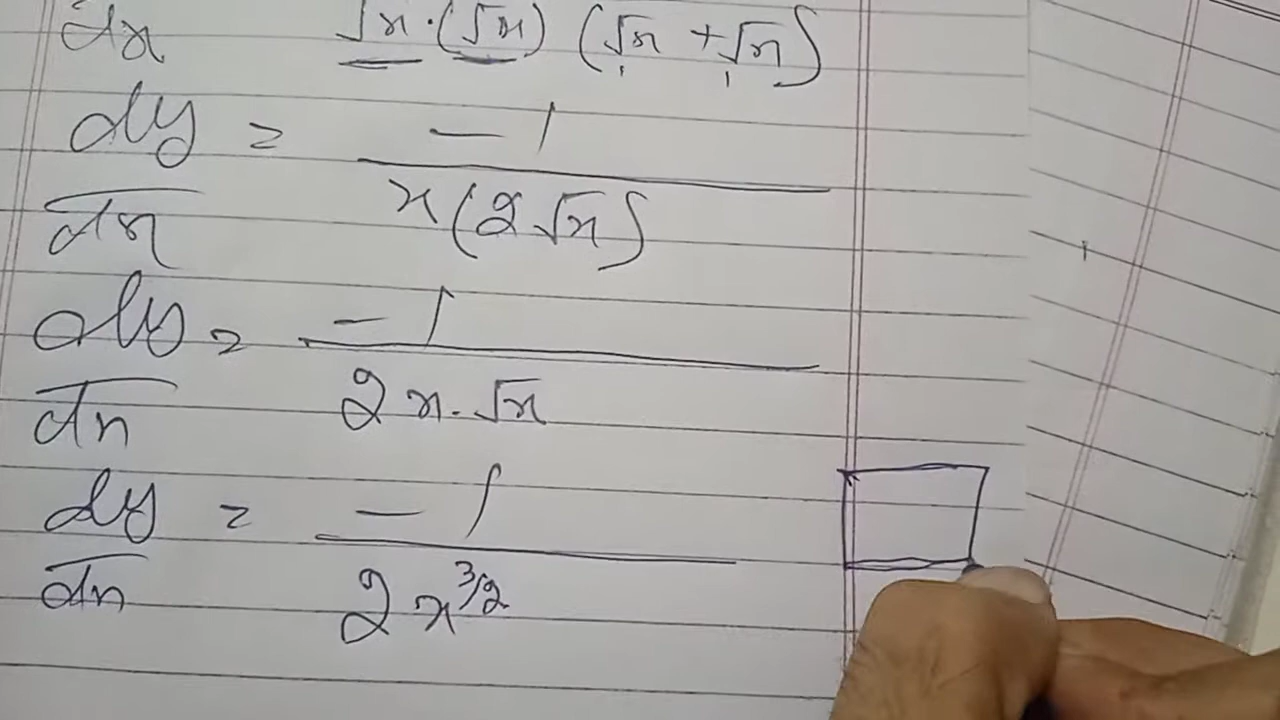 dx √x · (√x) (√x + √x)
dy = -1
dx x(2√x)
dy = -1
dx 2x · √x
dy = -1
dx 2x^3/2